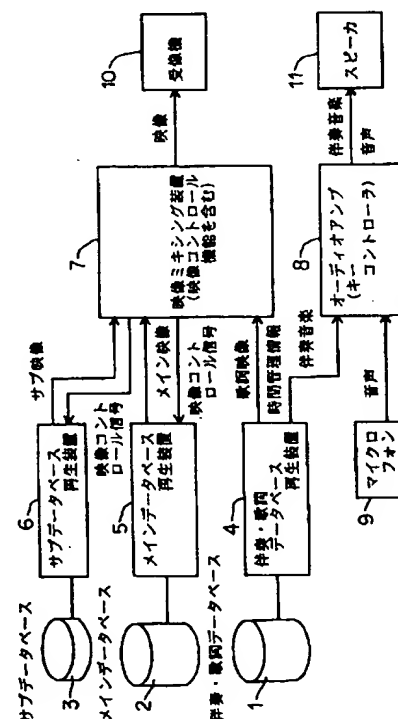 サブデータベース
3
メインデータベース
2
伴奏・歌詞データベース
1
6
サブデータベース
再生装置
5
メインデータベース
再生装置
4
伴奏・歌詞
データベース
再生装置
9
マイクロ
フォン
サブ映像
映像コント
ロール信号
メイン映像
映像コント
ロール信号
歌詞映像
時間管理情報
伴奏音楽
音声
7
映像ミキシング装置
(映像コントロール
機能を含む)
8
オーディオアンプ
(キー
コントローラ)
映像
伴奏音楽
音声
10
受像機
11
スピーカ